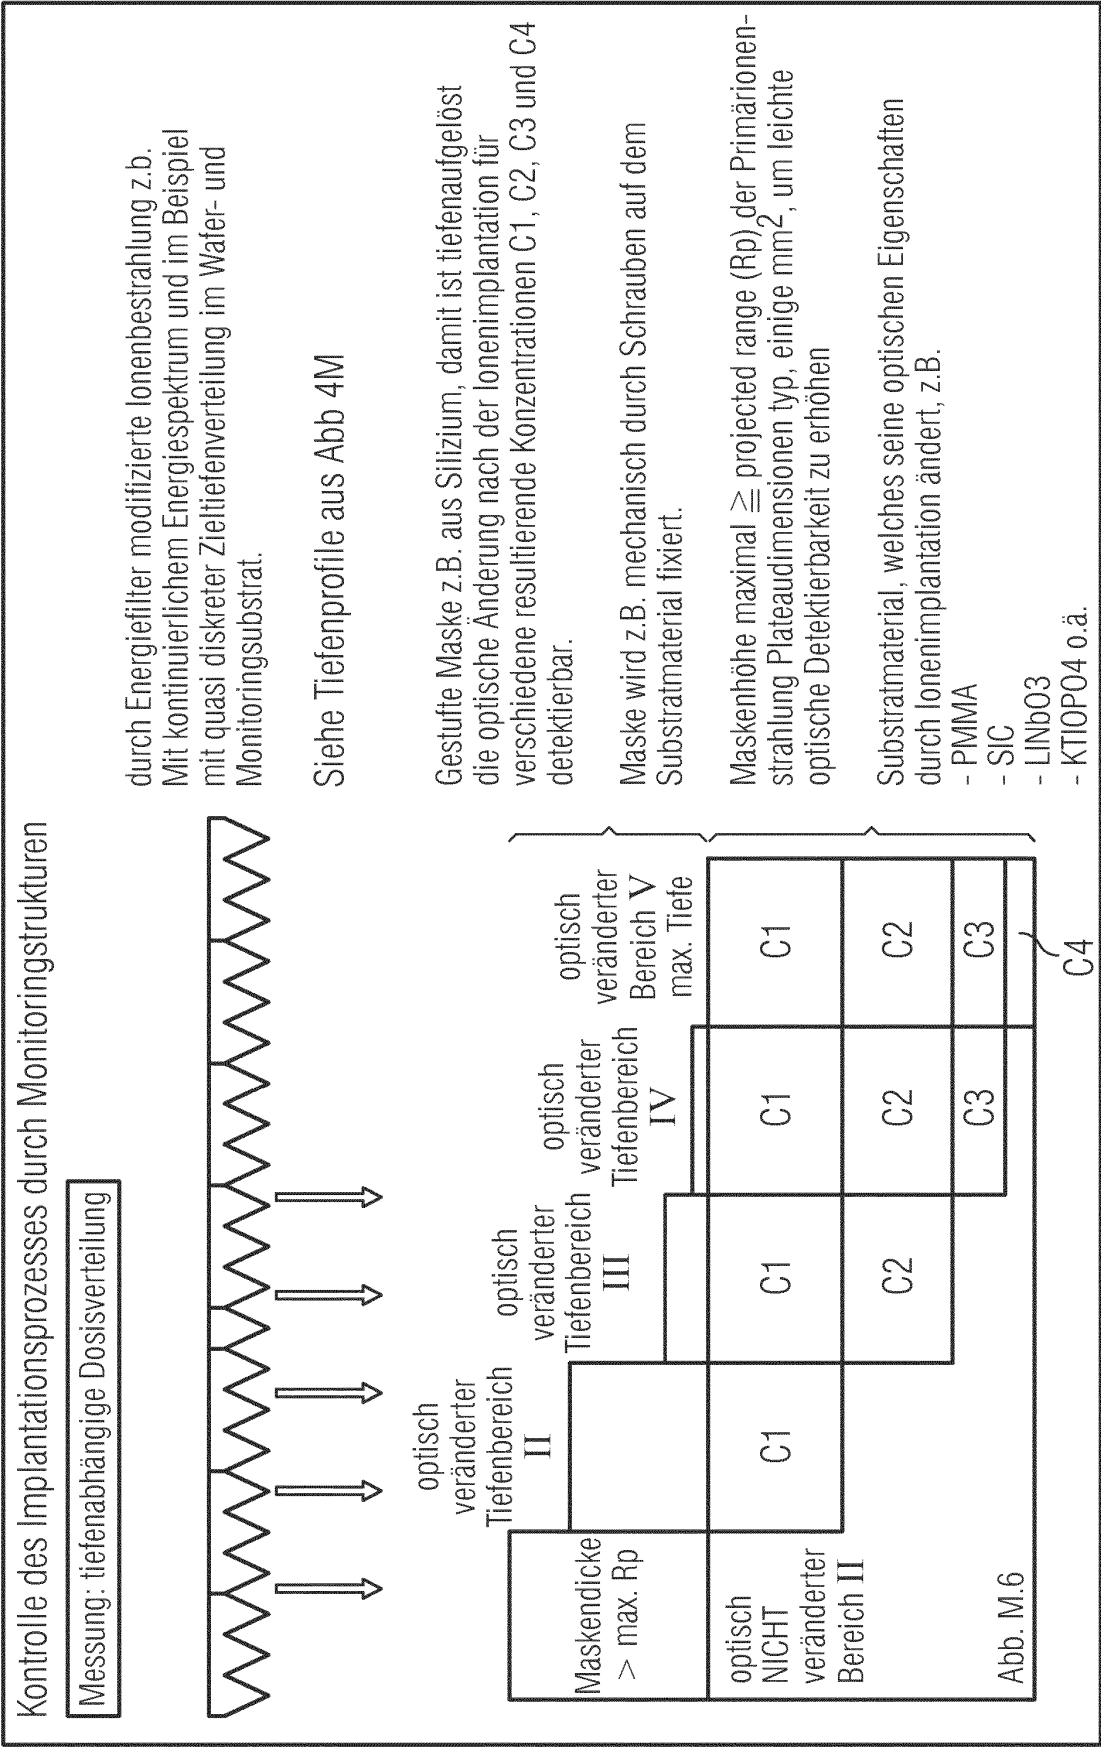 Kontrolle des Implantationsprozesses durch Monitoringstrukturen
Messung: tiefenabhängige Dosisverteilung
durch Energiefilter modifizierte Ionenbestrahlung z.b.
Mit kontinuierlichem Energiespektrum und im Beispiel
mit quasi diskreter Zieltiefenverteilung im Wafer- und
Monitoringsubstrat.
Siehe Tiefenprofile aus Abb 4M
Gestufte Maske z.B. aus Silizium, damit ist tiefenaufgelöst
die optische Änderung nach der Ionenimplantation für
verschiedene resultierende Konzentrationen C1, C2, C3 und C4
detektierbar.
Maske wird z.B. mechanisch durch Schrauben auf dem
Substratmaterial fixiert.
Maskenhöhe maximal ≧ projected range (Rp) der Primärionen-
strahlung Plateaudimensionen typ, einige mm², um leichte
optische Detektierbarkeit zu erhöhen
Substratmaterial, welches seine optischen Eigenschaften
durch Ionenimplantation ändert, z.B.
- PMMA
- SIC
- LINbO3
- KTIOPO4 o.ä.
Maskendicke
> max. Rp
optisch
veränderter
Tiefenbereich
II
optisch
veränderter
Tiefenbereich
III
optisch
veränderter
Tiefenbereich
IV
optisch
veränderter
Bereich V
max. Tiefe
optisch
NICHT
veränderter
Bereich II
C1
C1
C1
C1
C2
C2
C2
C3
C3
C4
Abb. M.6